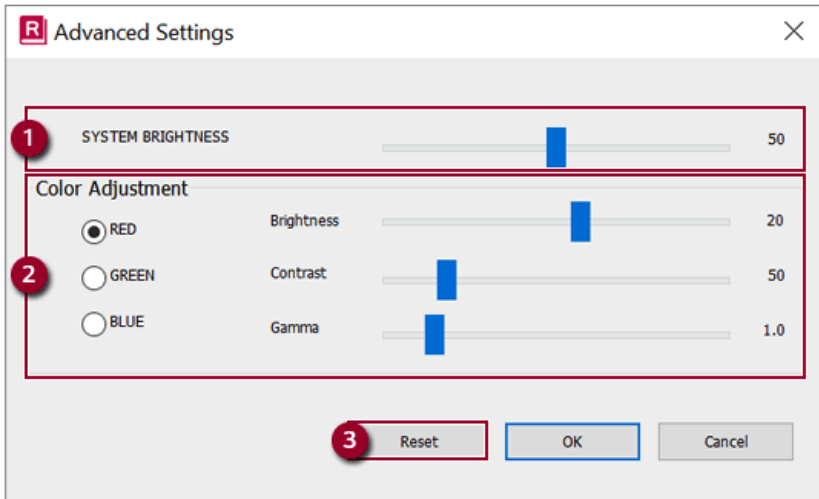 R Advanced Settings
1 SYSTEM BRIGHTNESS 50
Color Adjustment
RED Brightness 20
2 GREEN Contrast 50
BLUE Gamma 1.0
3 Reset OK Cancel